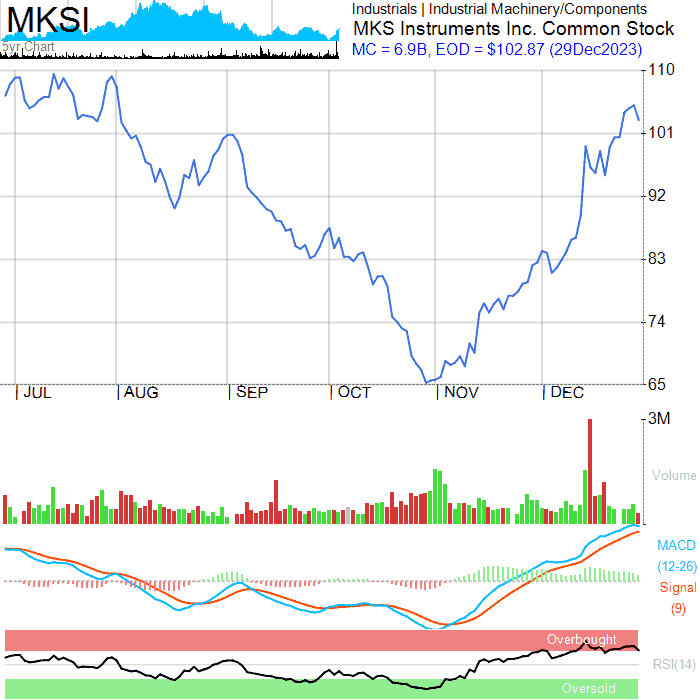 MKSI
5yr Chart
Industrials | Industrial Machinery/Components
MKS Instruments Inc. Common Stock
MC = 6.9B, EOD = $102.87 (29Dec2023)
110
101
92
83
74
65
JUL
AUG
SEP
OCT
NOV
DEC
3M
Volume
MACD
(12-26)
Signal
(9)
Overbought
RSI(14)
Oversold